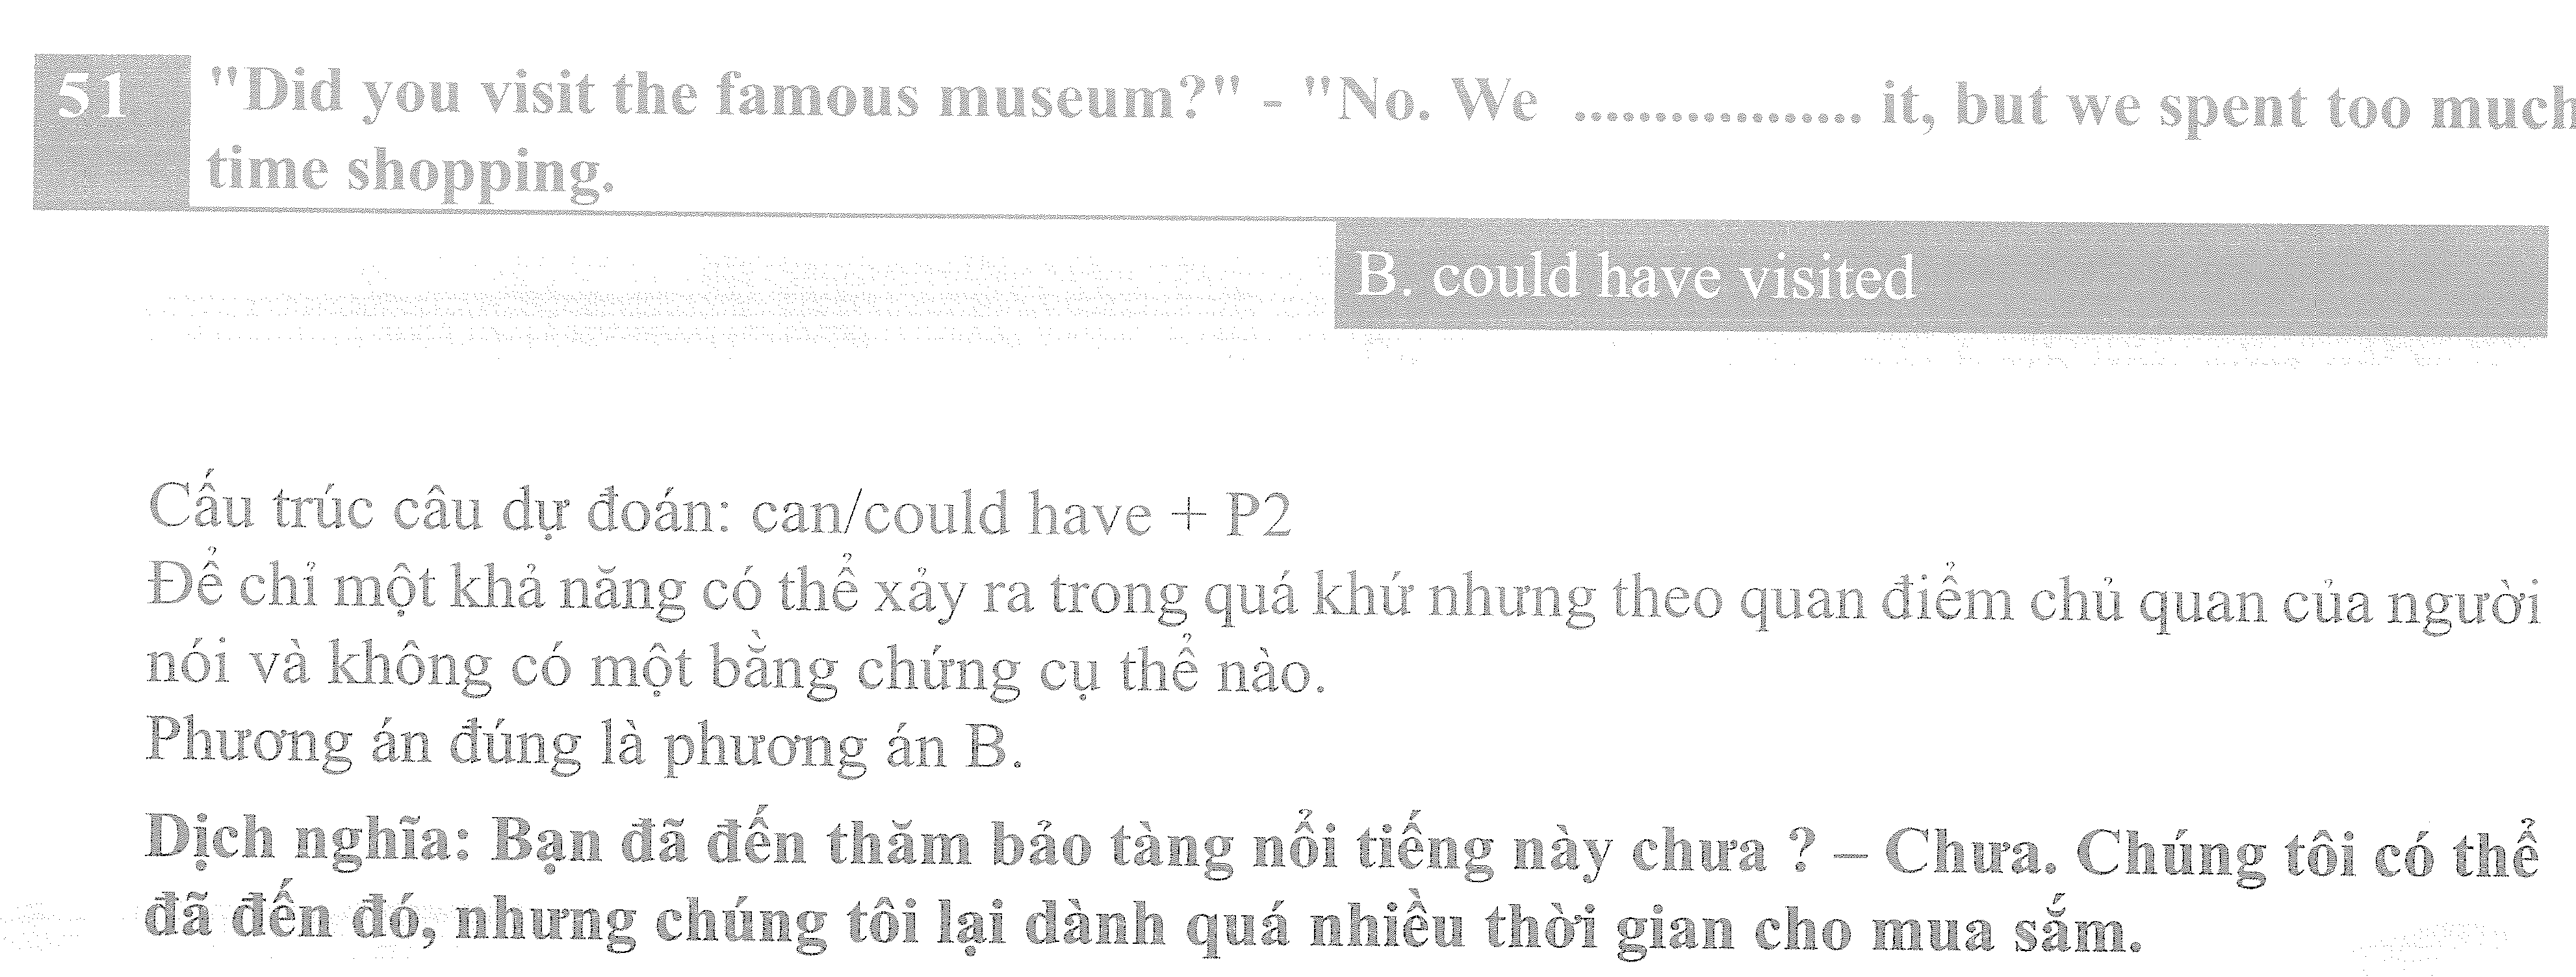 51 "Did you visit the famous museum?" - "No. We ................... it, but we spent too much
time shopping.
B. could have visited
Cấu trúc câu dự đoán: can/could have + P2
Để chỉ một khả năng có thể xảy ra trong quá khứ nhưng theo quan điểm chủ quan của người
nói và không có một bằng chứng cụ thể nào.
Phương án đúng là phương án B.
Dịch nghĩa: Bạn đã đến thăm bảo tàng nổi tiếng này chưa ? – Chưa. Chúng tôi có thể
đã đến đó, nhưng chúng tôi lại dành quá nhiều thời gian cho mua sắm.